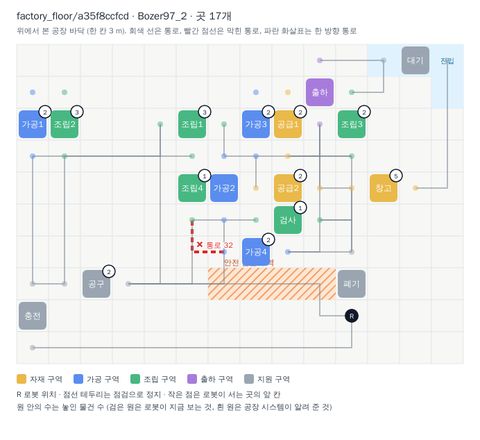 factory_floor/a35f8ccfcd · Bozer97_2 · 곳 17개
위에서 본 공장 바닥 (한 칸 3 m). 회색 선은 통로, 빨간 점선은 막힌 통로, 파란 화살표는 한 방향 통로
대기
진입
출하
가공1 2
조립2 3
조립1 3
가공3 2
공급1 2
조립3 2
조립4 1
가공2
공급2 2
창고 5
검사 1
✕ 통로 32
가공4 2
안전
역
공구 2
폐기
충전
R
자재 구역 가공 구역 조립 구역 출하 구역 지원 구역
R 로봇 위치 · 점선 테두리는 점검으로 정지 · 작은 점은 로봇이 서는 곳의 앞 칸
원 안의 수는 놓인 물건 수 (검은 원은 로봇이 지금 보는 것, 흰 원은 공장 시스템이 알려 준 것)